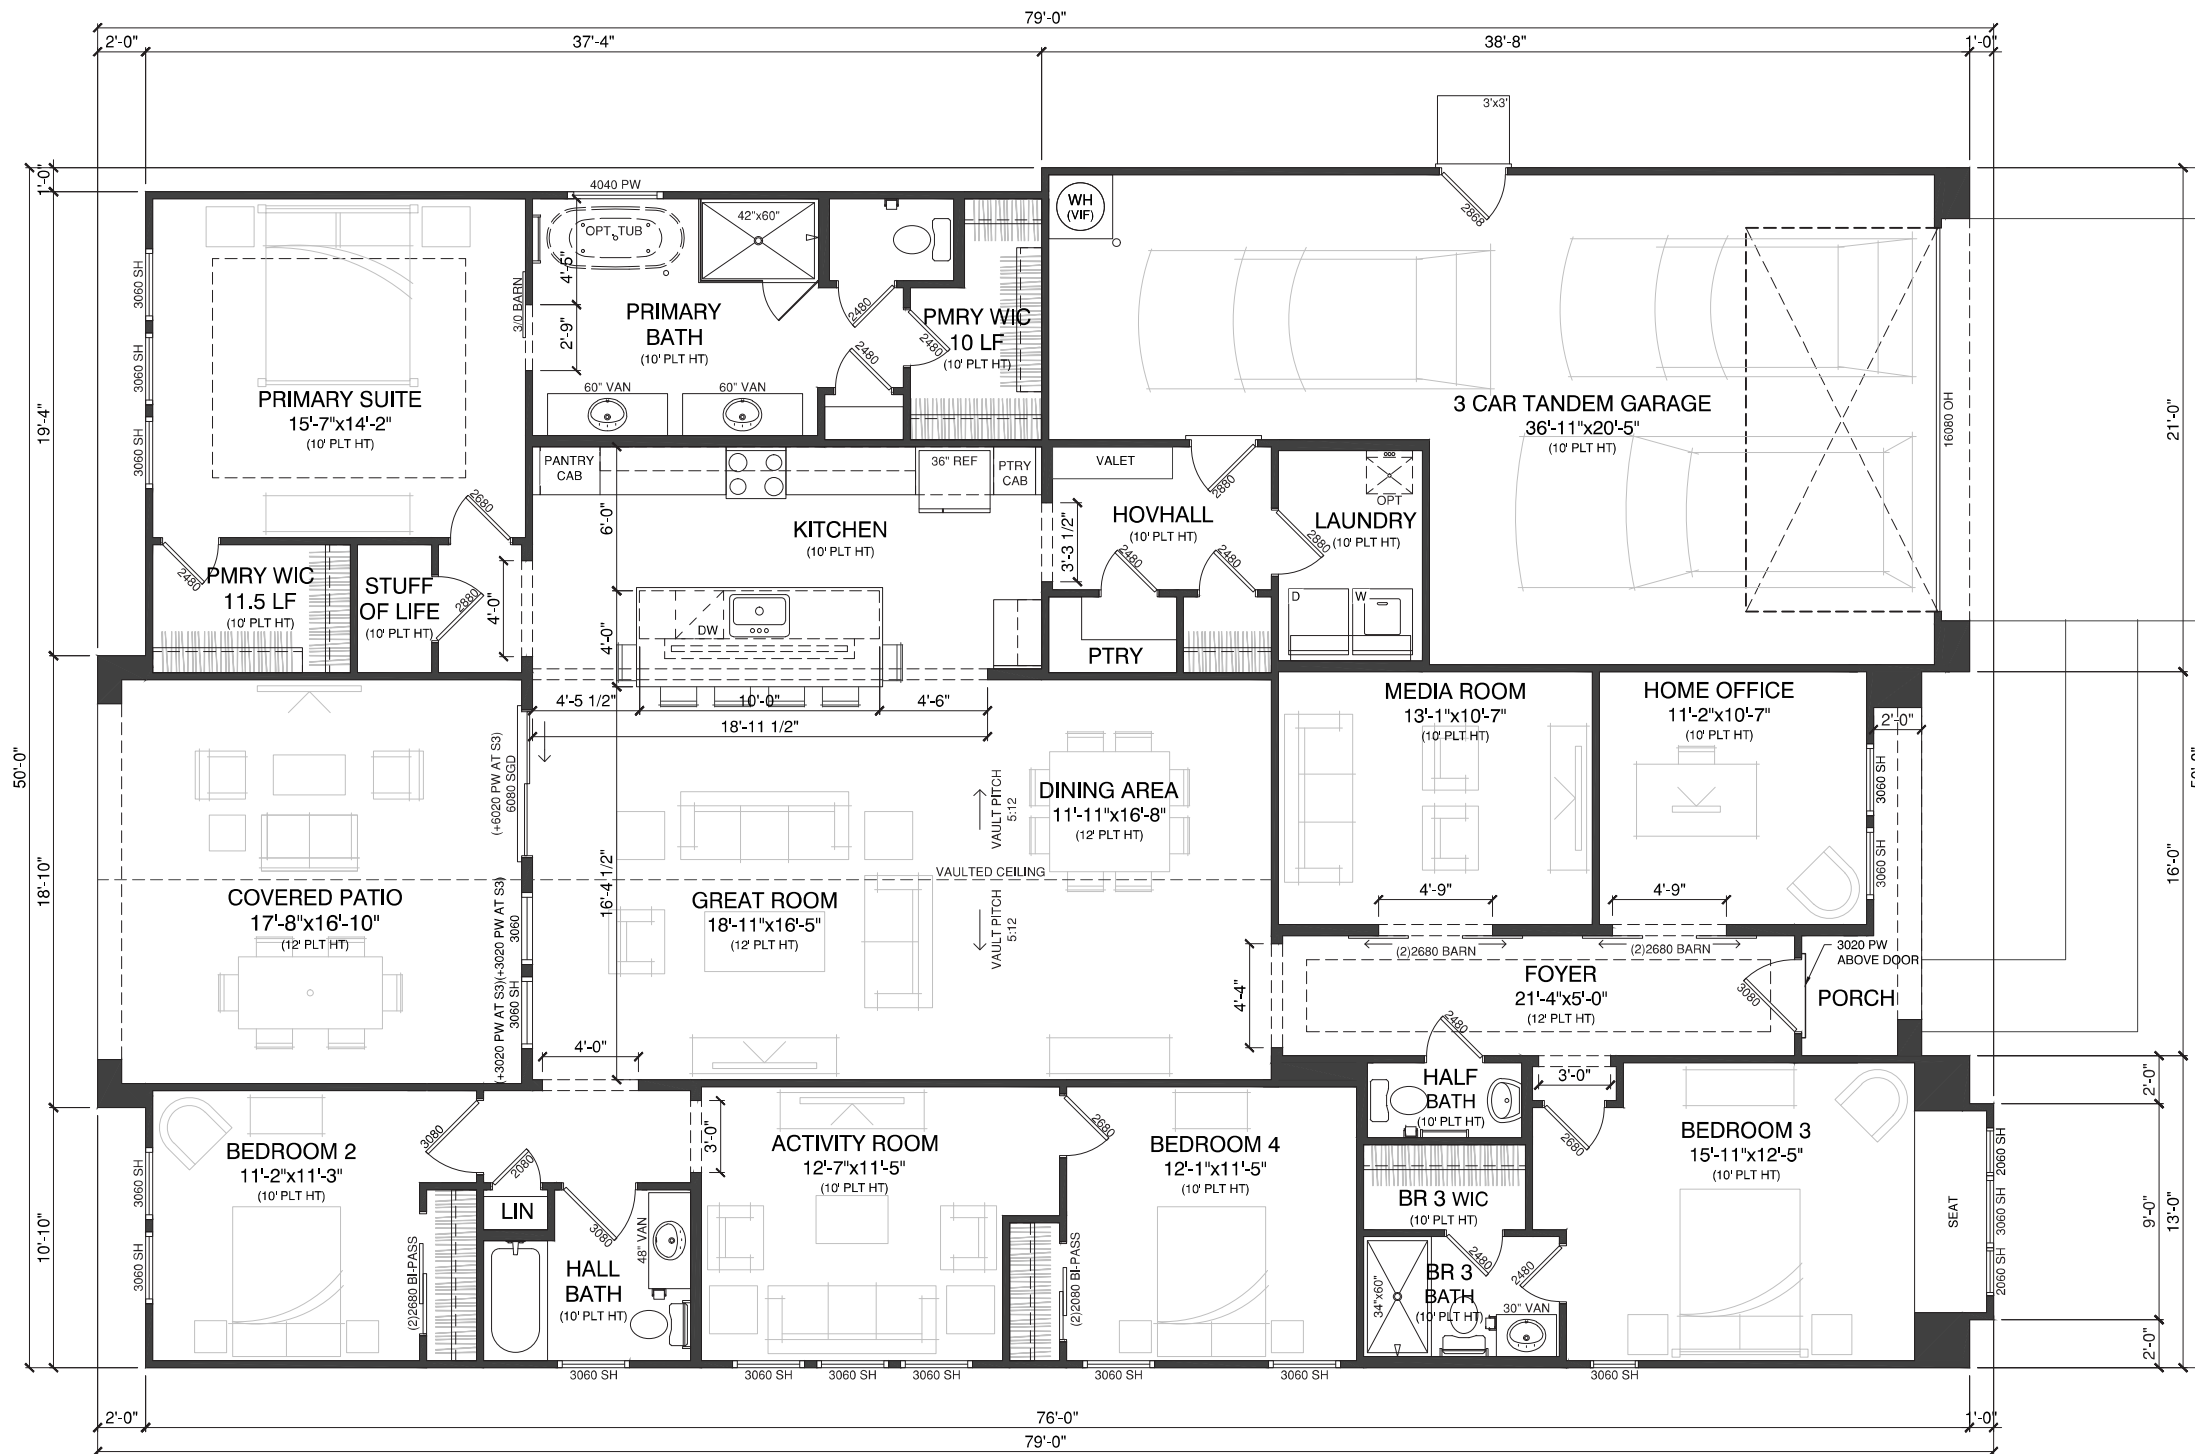 79'-0"
2'-0"
37'-4"
38'-8"
1'-0"
3'x3'
1'-0"
4040 PW
42"x60"
OPT. TUB
4'-5"
2868
WH
(VIF)
3060 SH
3/0 BARN
2'-9"
PRIMARY
BATH
(10' PLT HT)
2480
2480
2480
PMRY WIC
10 LF
(10' PLT HT)
3060 SH
PRIMARY SUITE
15'-7"x14'-2"
(10' PLT HT)
60" VAN
60" VAN
3 CAR TANDEM GARAGE
36'-11"x20'-5"
(10' PLT HT)
16080 OH
19'-4"
21'-0"
3060 SH
PANTRY
CAB
36" REF
PTRY
CAB
VALET
2880
OPT
2680
6'-0"
KITCHEN
(10' PLT HT)
HOVHALL
(10' PLT HT)
LAUNDRY
(10' PLT HT)
2880
3'-3 1/2"
2480
2480
2480
PMRY WIC
11.5 LF
(10' PLT HT)
STUFF
OF LIFE
(10' PLT HT)
2880
4'-0"
4'-0"
DW
D
W
PTRY
4'-5 1/2"
10'-0"
4'-6"
18'-11 1/2"
MEDIA ROOM
13'-1"x10'-7"
(10' PLT HT)
HOME OFFICE
11'-2"x10'-7"
(10' PLT HT)
2'-0"
50'-0"
(+6020 PW AT S3)
6080 SGD
3060 SH
VAULT PITCH
5:12
DINING AREA
11'-11"x16'-8"
(12' PLT HT)
VAULTED CEILING
3060 SH
16'-0"
18'-10"
COVERED PATIO
17'-8"x16'-10"
(12' PLT HT)
(+3020 PW AT S3)
3060
16'-4 1/2"
GREAT ROOM
18'-11"x16'-5"
(12' PLT HT)
VAULT PITCH
5:12
4'-9"
4'-9"
(2)2680 BARN
(2)2680 BARN
3020 PW
ABOVE DOOR
FOYER
21'-4"x5'-0"
(12' PLT HT)
3080
PORCH
4'-4"
(+3020 PW AT S3)
3060 SH
2480
4'-0"
HALF
BATH
(10' PLT HT)
3'-0"
2'-0"
3080
2080
3'-0"
BEDROOM 2
11'-2"x11'-3"
(10' PLT HT)
ACTIVITY ROOM
12'-7"x11'-5"
(10' PLT HT)
2680
BEDROOM 4
12'-1"x11'-5"
(10' PLT HT)
2680
BEDROOM 3
15'-11"x12'-5"
(10' PLT HT)
2060 SH
3060 SH
BR 3 WIC
(10' PLT HT)
SEAT
3060 SH
9'-0"
13'-0"
LIN
3080
48" VAN
10'-10"
3060 SH
(2)2680 BI-PASS
HALL
BATH
(10' PLT HT)
(2)2080 BI-PASS
34"x60"
2480
2480
BR 3
BATH
(10' PLT HT)
30" VAN
2060 SH
2'-0"
3060 SH
3060 SH
3060 SH
3060 SH
3060 SH
3060 SH
3060 SH
2'-0"
76'-0"
1'-0"
79'-0"